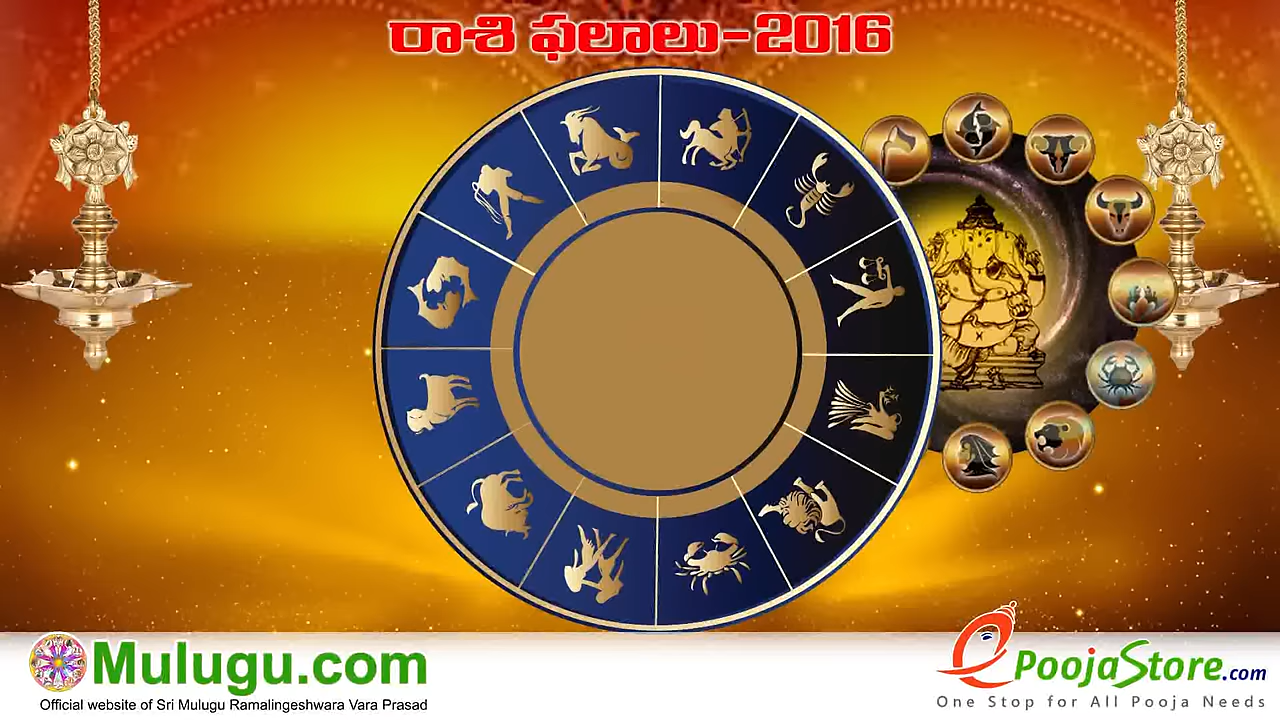 రాశి ఫలాలు-2016
Mulugu.com
Official website of Sri Mulugu Ramalingeshwara Vara Prasad
ePoojaStore.com
One Stop for All Pooja Needs